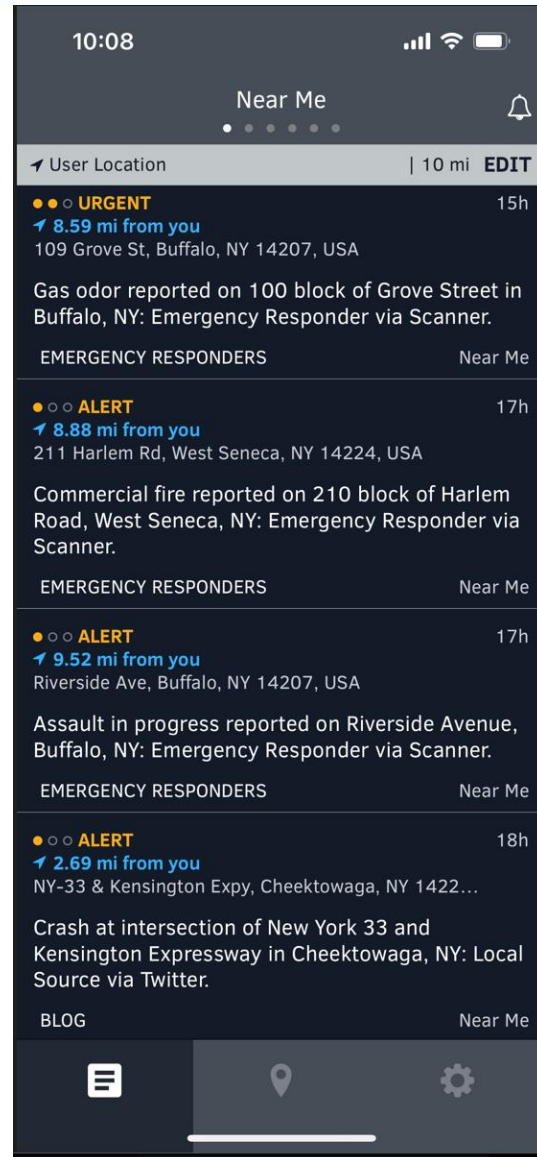 10:08
Near Me
User Location | 10 mi EDIT
URGENT 15h
8.59 mi from you
109 Grove St, Buffalo, NY 14207, USA
Gas odor reported on 100 block of Grove Street in
Buffalo, NY: Emergency Responder via Scanner.
EMERGENCY RESPONDERS Near Me
ALERT 17h
8.88 mi from you
211 Harlem Rd, West Seneca, NY 14224, USA
Commercial fire reported on 210 block of Harlem
Road, West Seneca, NY: Emergency Responder via
Scanner.
EMERGENCY RESPONDERS Near Me
ALERT 17h
9.52 mi from you
Riverside Ave, Buffalo, NY 14207, USA
Assault in progress reported on Riverside Avenue,
Buffalo, NY: Emergency Responder via Scanner.
EMERGENCY RESPONDERS Near Me
ALERT 18h
2.69 mi from you
NY-33 & Kensington Expy, Cheektowaga, NY 1422...
Crash at intersection of New York 33 and
Kensington Expressway in Cheektowaga, NY: Local
Source via Twitter.
BLOG Near Me